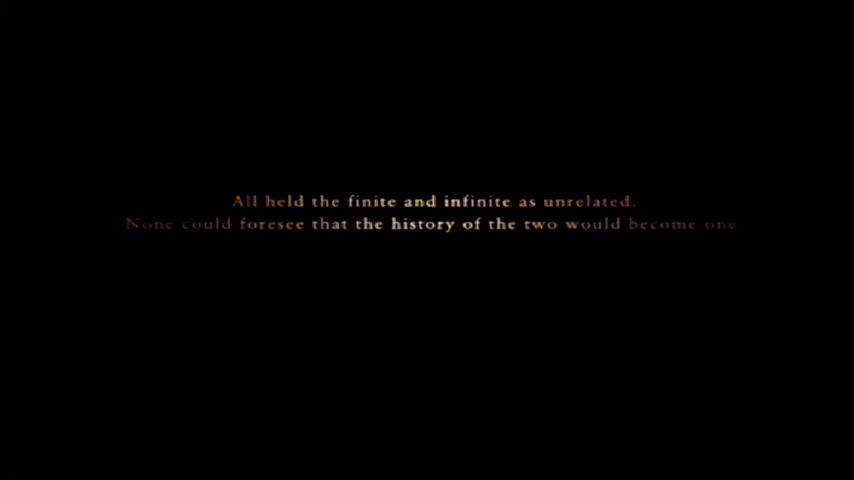 All held the finite and infinite as unrelated.
None could foresee that the history of the two would become one.